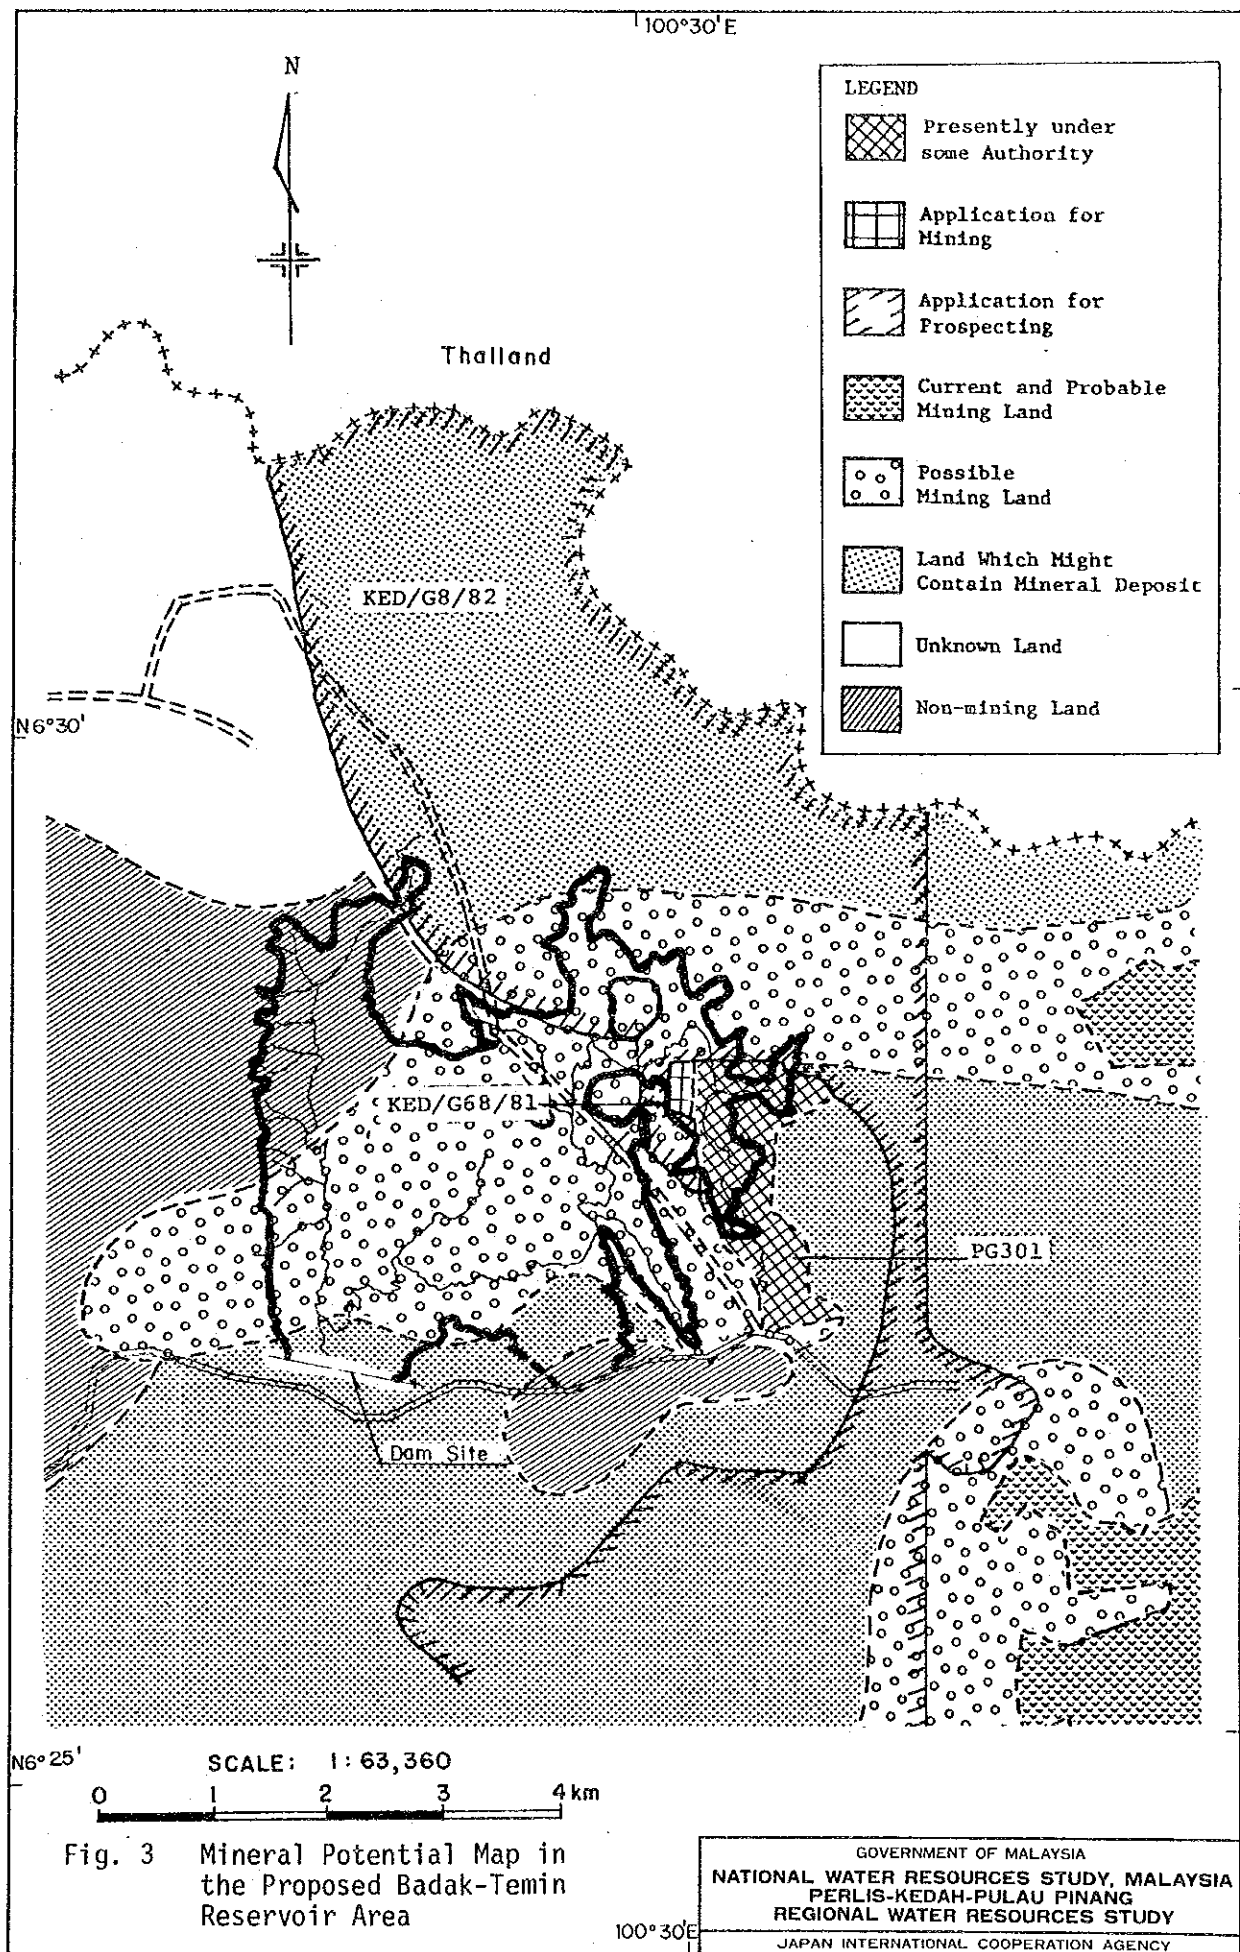 100°30'E
N
LEGEND
Presently under
some Authority
Application for
Mining
Application for
Prospecting
Current and Probable
Mining Land
Possible
Mining Land
Land Which Might
Contain Mineral Deposit
Unknown Land
Non-mining Land
Thailand
KED/G8/82
N6°30'
KED/G68/81
PG301
Dam Site
N6°25'
SCALE: 1:63,360
0 1 2 3 4 km
Fig. 3 Mineral Potential Map in
the Proposed Badak-Temin
Reservoir Area
100°30'E
GOVERNMENT OF MALAYSIA
NATIONAL WATER RESOURCES STUDY, MALAYSIA
PERLIS-KEDAH-PULAU PINANG
REGIONAL WATER RESOURCES STUDY
JAPAN INTERNATIONAL COOPERATION AGENCY